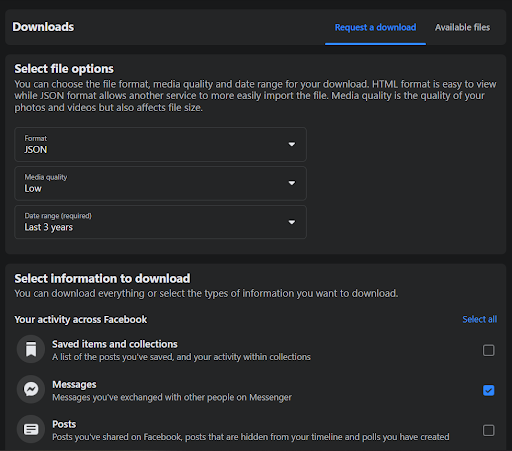 Downloads
Request a download
Available files
Select file options
You can choose the file format, media quality and date range for your download. HTML format is easy to view
while JSON format allows another service to more easily import the file. Media quality is the quality of your
photos and videos but also affects file size.
Format
JSON
Media quality
Low
Date range (required)
Last 3 years
Select information to download
You can download everything or select the types of information you want to download.
Your activity across Facebook
Select all
Saved items and collections
A list of the posts you've saved, and your activity within collections
Messages
Messages you've exchanged with other people on Messenger
Posts
Posts you've shared on Facebook, posts that are hidden from your timeline and polls you have created